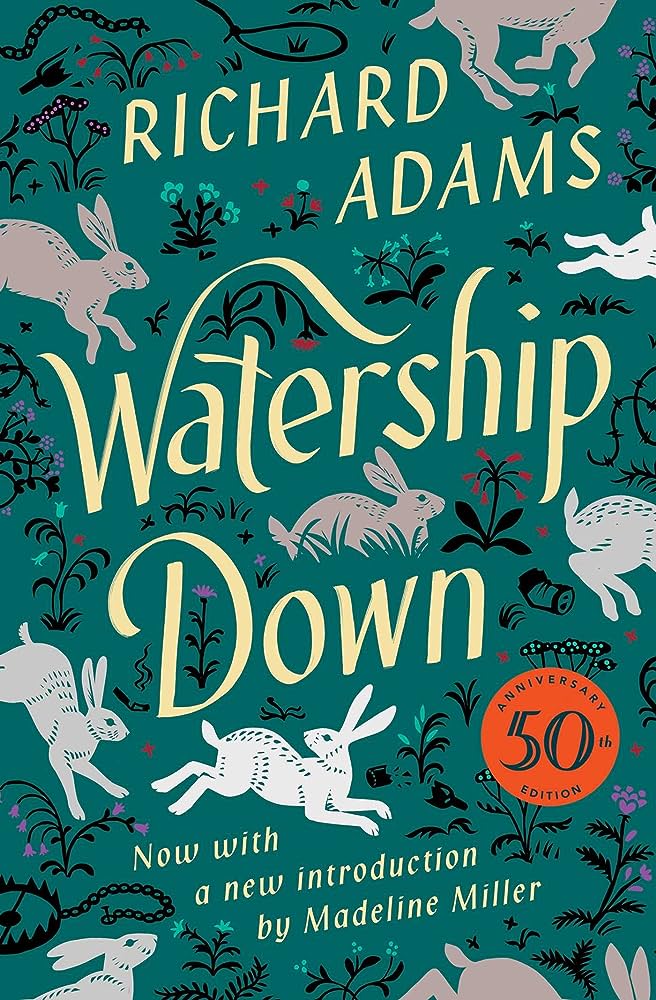 RICHARD
ADAMS
Watership
Down
ANNIVERSARY
50th
EDITION
Now with
a new introduction
by Madeline Miller